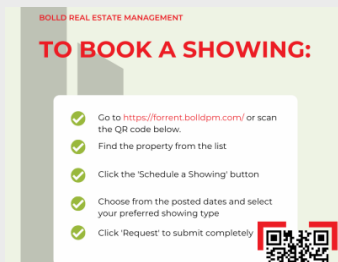 BOLLD REAL ESTATE MANAGEMENT
TO BOOK A SHOWING:
Go to https://forrent.bolldpm.com/ or scan
the QR code below.
Find the property from the list
Click the 'Schedule a Showing' button
Choose from the posted dates and select
your preferred showing type
Click 'Request' to submit completely